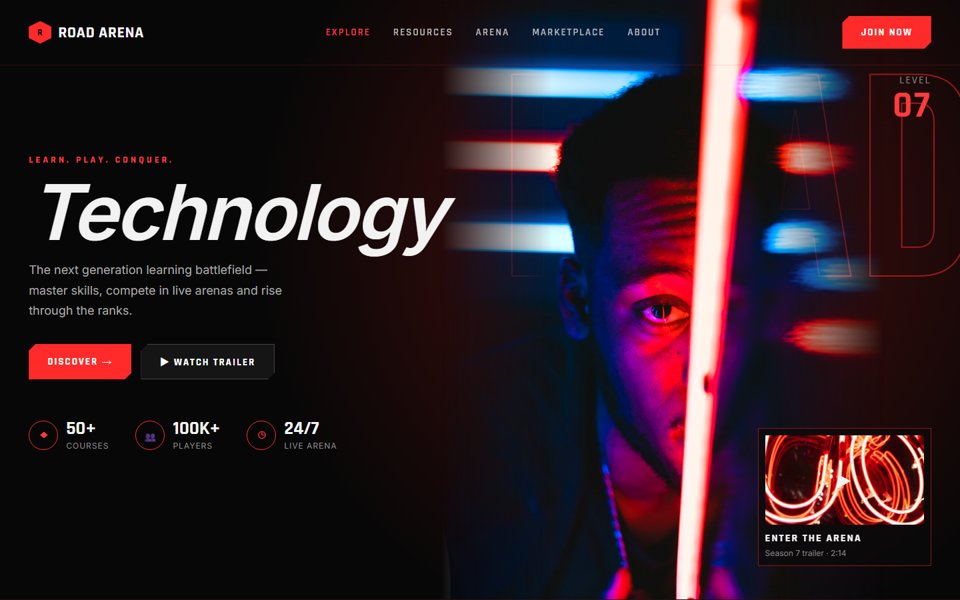 R ROAD ARENA
EXPLORE RESOURCES ARENA MARKETPLACE ABOUT
JOIN NOW
LEVEL
07
LEARN. PLAY. CONQUER.
Technology
The next generation learning battlefield —
master skills, compete in live arenas and rise
through the ranks.
DISCOVER →
▶ WATCH TRAILER
50+
COURSES
100K+
PLAYERS
24/7
LIVE ARENA
ENTER THE ARENA
Season 7 trailer · 2:14